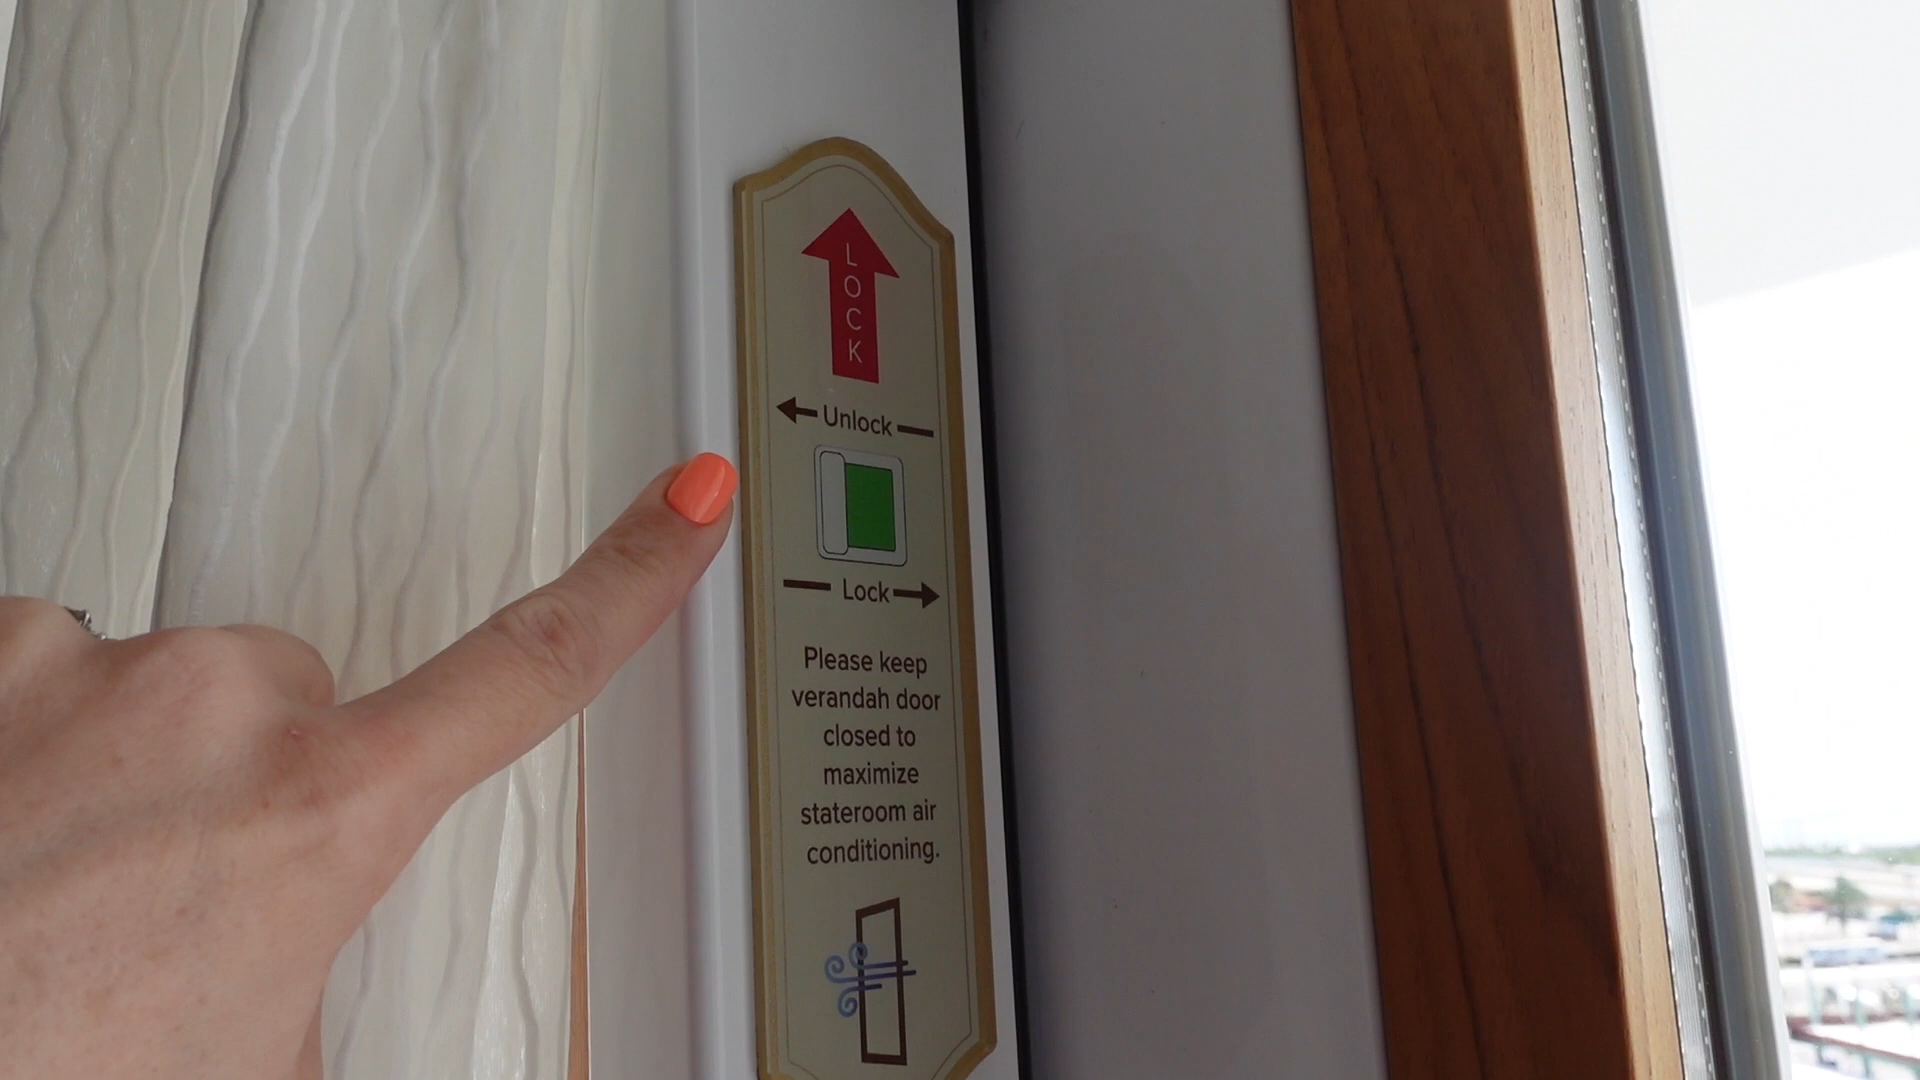 LOCK
Unlock
Lock
Please keep
verandah door
closed to
maximize
stateroom air
conditioning.